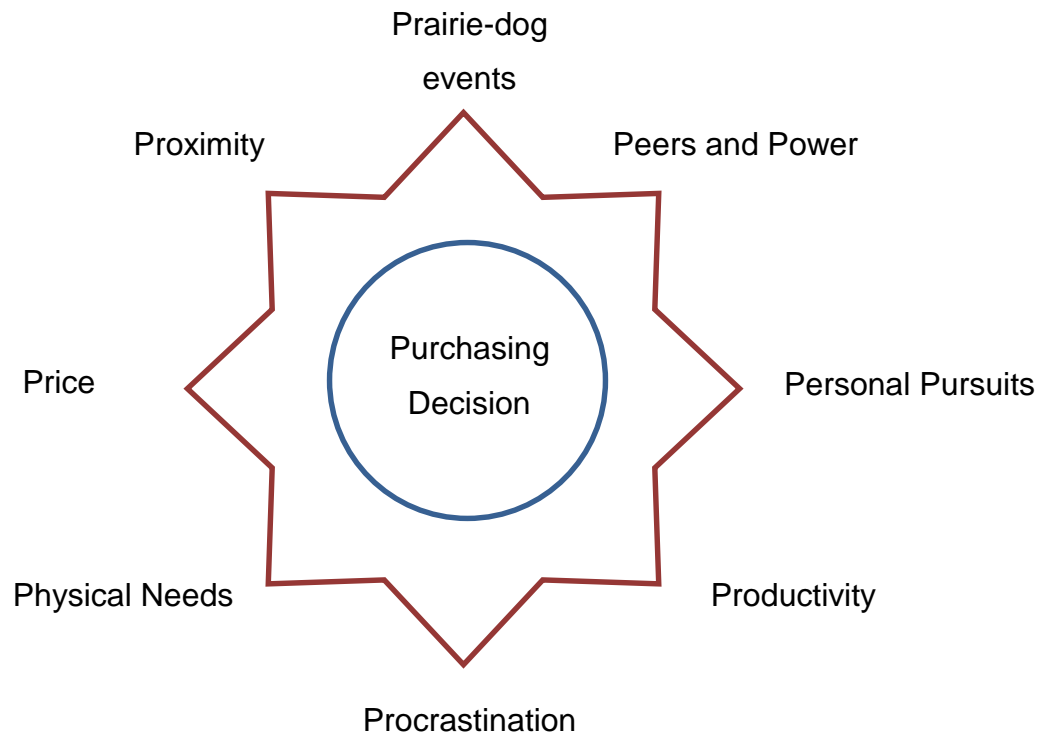 Prairie-dog
events
Proximity
Peers and Power
Purchasing
Decision
Price
Personal Pursuits
Physical Needs
Productivity
Procrastination